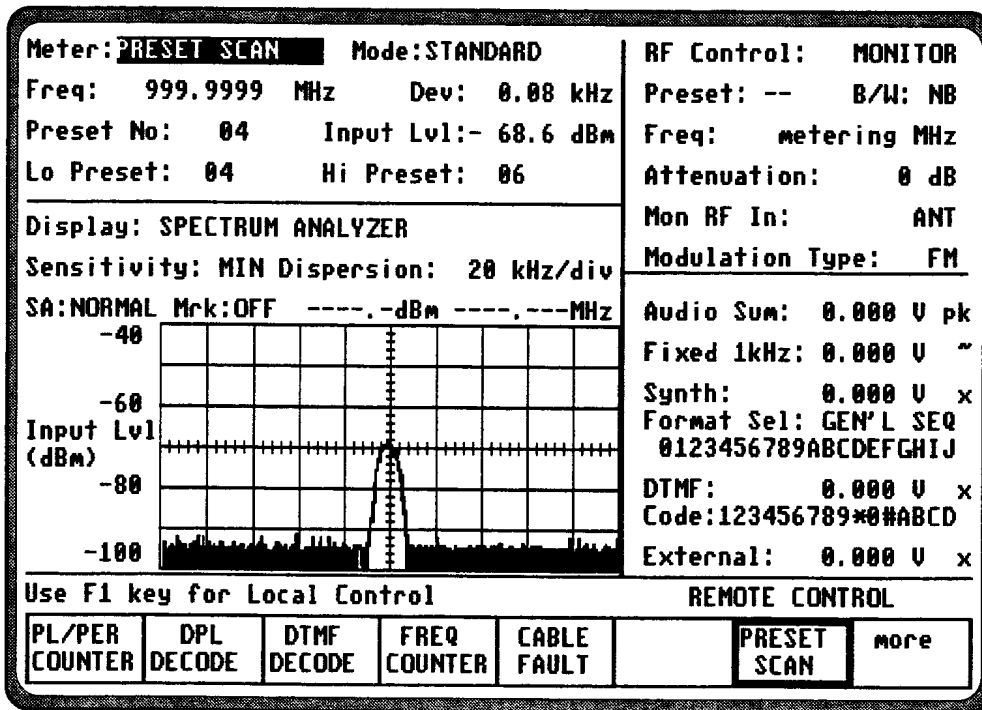 Meter:PRESET SCAN Mode:STANDARD
Freq: 999.9999 MHz Dev: 0.08 kHz
Preset No: 04 Input Lvl:- 68.6 dBm
Lo Preset: 04 Hi Preset: 06
RF Control: MONITOR
Preset: -- B/W: NB
Freq: metering MHz
Attenuation: 0 dB
Mon RF In: ANT
Modulation Type: FM
Display: SPECTRUM ANALYZER
Sensitivity: MIN Dispersion: 20 kHz/div
SA:NORMAL Mrk:OFF ----.-dBm ----.---MHz
-40
-60
Input Lvl
(dBm)
-80
-100
Audio Sum: 0.000 V pk
Fixed 1kHz: 0.000 V ~
Synth: 0.000 V x
Format Sel: GEN'L SEQ
0123456789ABCDEFGHIJ
DTMF: 0.000 V x
Code:123456789*0#ABCD
External: 0.000 V x
Use F1 key for Local Control
REMOTE CONTROL
PL/PER COUNTER
DPL DECODE
DTMF DECODE
FREQ COUNTER
CABLE FAULT
PRESET SCAN
more